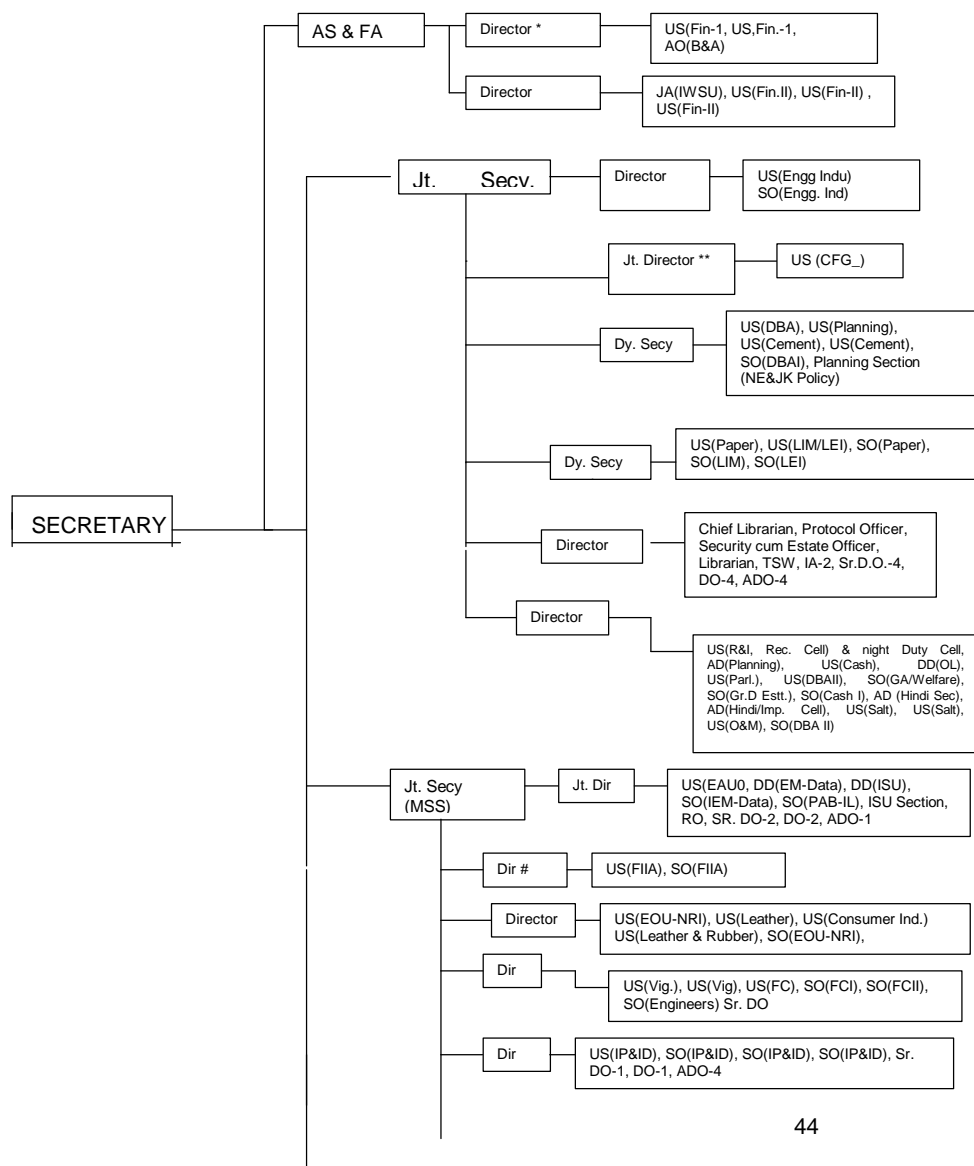 AS & FA
Director *
US(Fin-1, US,Fin.-1,
AO(B&A)
Director
JA(IWSU), US(Fin.II), US(Fin-II) ,
US(Fin-II)
Jt. Secy.
Director
US(Engg Indu)
SO(Engg. Ind)
Jt. Director **
US (CFG_)
Dy. Secy
US(DBA), US(Planning),
US(Cement), US(Cement),
SO(DBAI), Planning Section
(NE&JK Policy)
Dy. Secy
US(Paper), US(LIM/LEI), SO(Paper),
SO(LIM), SO(LEI)
SECRETARY
Director
Chief Librarian, Protocol Officer,
Security cum Estate Officer,
Librarian, TSW, IA-2, Sr.D.O.-4,
DO-4, ADO-4
Director
US(R&I, Rec. Cell) & night Duty Cell,
AD(Planning), US(Cash), DD(OL),
US(Parl.), US(DBAII), SO(GA/Welfare),
SO(Gr.D Estt.), SO(Cash I), AD (Hindi Sec),
AD(Hindi/Imp. Cell), US(Salt), US(Salt),
US(O&M), SO(DBA II)
Jt. Secy
(MSS)
Jt. Dir
US(EAU0, DD(EM-Data), DD(ISU),
SO(IEM-Data), SO(PAB-IL), ISU Section,
RO, SR. DO-2, DO-2, ADO-1
Dir #
US(FIIA), SO(FIIA)
Director
US(EOU-NRI), US(Leather), US(Consumer Ind.)
US(Leather & Rubber), SO(EOU-NRI),
Dir
US(Vig.), US(Vig), US(FC), SO(FCI), SO(FCII),
SO(Engineers) Sr. DO
Dir
US(IP&ID), SO(IP&ID), SO(IP&ID), SO(IP&ID), Sr.
DO-1, DO-1, ADO-4
44